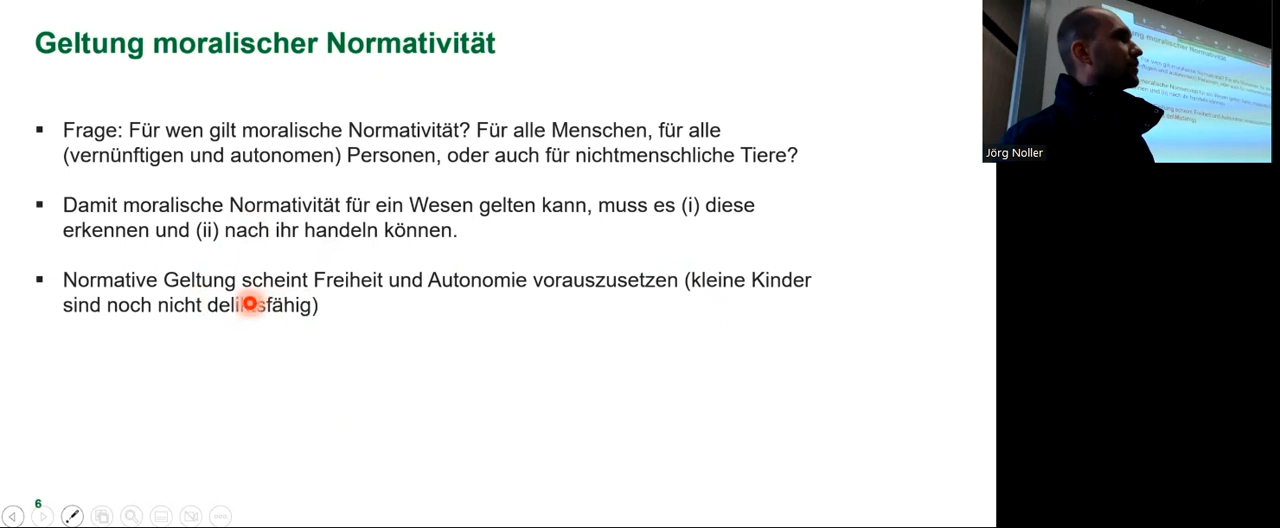 Geltung moralischer Normativität
▪ Frage: Für wen gilt moralische Normativität? Für alle Menschen, für alle
(vernünftigen und autonomen) Personen, oder auch für nichtmenschliche Tiere?
▪ Damit moralische Normativität für ein Wesen gelten kann, muss es (i) diese
erkennen und (ii) nach ihr handeln können.
▪ Normative Geltung scheint Freiheit und Autonomie vorauszusetzen (kleine Kinder
sind noch nicht deliktsfähig)
6
Jörg Noller